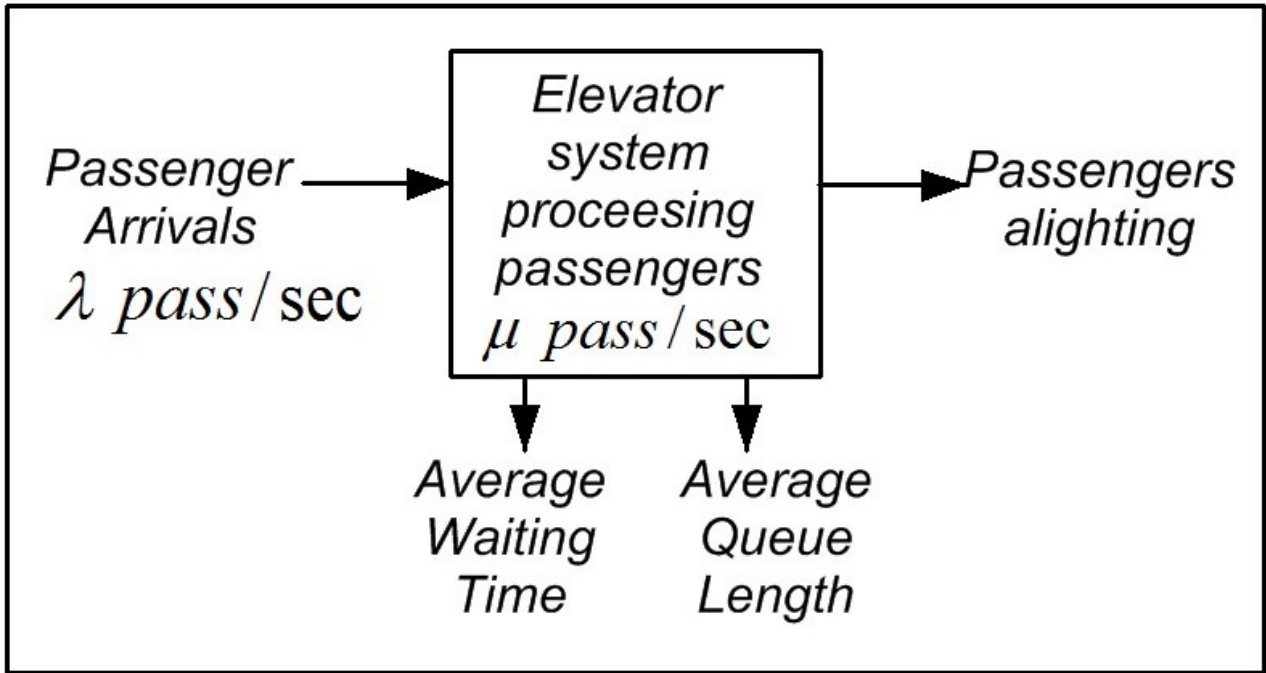 Passenger
Arrivals
λ pass/sec
Elevator
system
proceesing
passengers
μ pass/sec
Passengers
alighting
Average
Waiting
Time
Average
Queue
Length